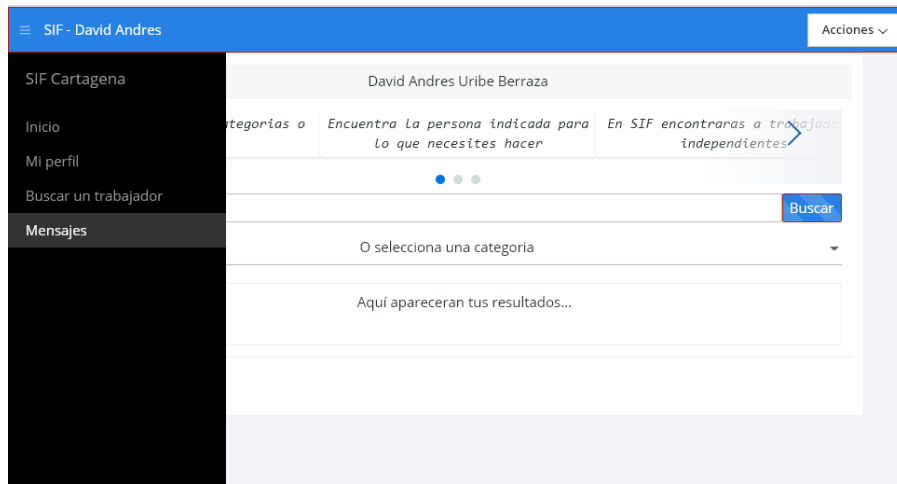 SIF - David Andres
Acciones
SIF Cartagena
Inicio
Mi perfil
Buscar un trabajador
Mensajes
David Andres Uribe Berraza
o
Encuentra la persona indicada para
lo que necesites hacer
En SIF encontraras a
independientes
Buscar
O selecciona una categoria
Aquí apareceran tus resultados...